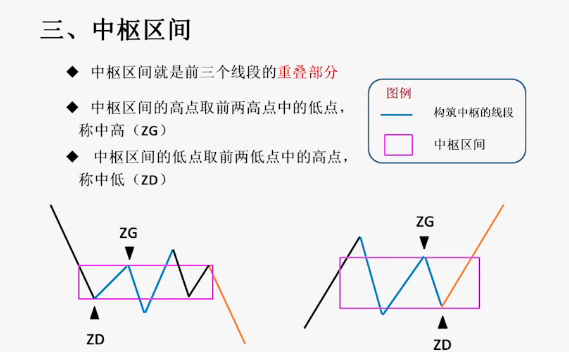 三、中枢区间
◆ 中枢区间就是前三个线段的重叠部分
◆ 中枢区间的高点取前两高点中的低点，
称中高（ZG）
◆ 中枢区间的低点取前两低点中的高点，
称中低（ZD）
图例
构筑中枢的线段
中枢区间
ZG
ZD
ZG
ZD